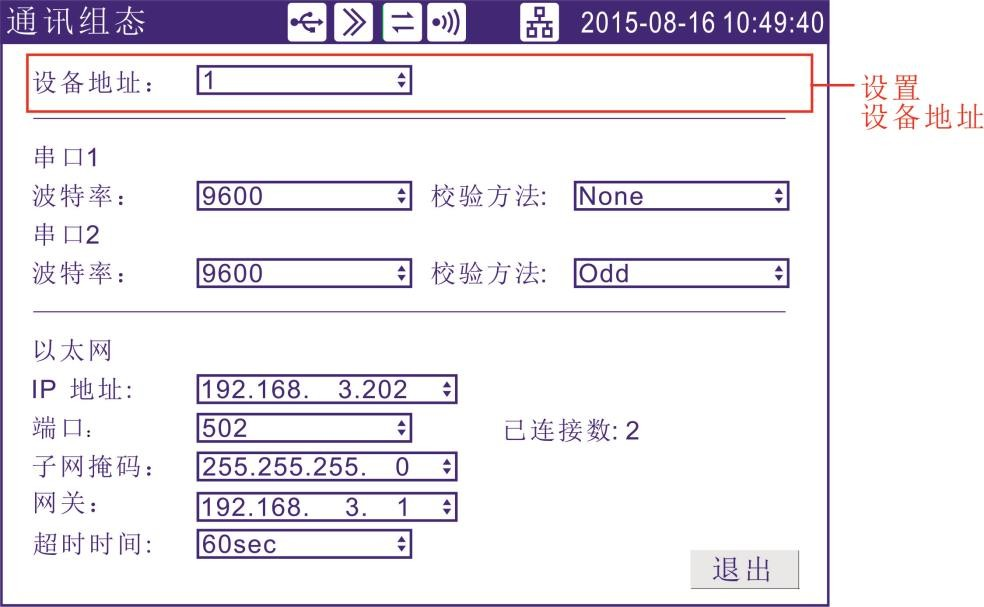 通讯组态 2015-08-16 10:49:40
设备地址： 1
设置
设备地址
串口1
波特率： 9600 校验方法: None
串口2
波特率： 9600 校验方法: Odd
以太网
IP 地址: 192.168. 3.202
端口： 502 已连接数: 2
子网掩码： 255.255.255. 0
网关： 192.168. 3. 1
超时时间: 60sec
退出